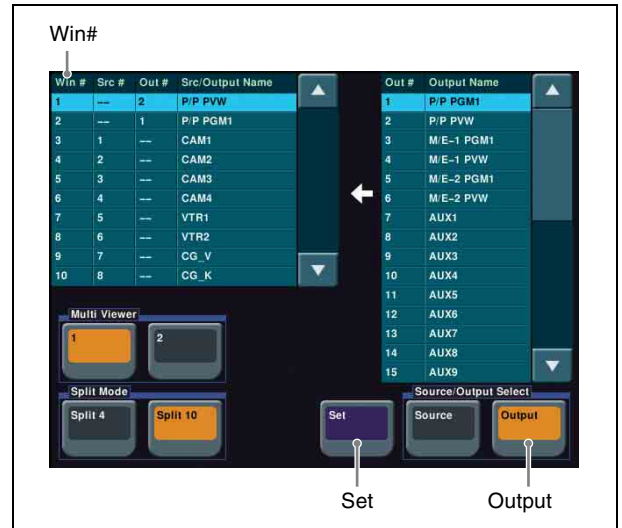 Win#
Win # Src # Out # Src/Output Name
1 -- 2 P/P PVW
2 -- 1 P/P PGM1
3 1 -- CAM1
4 2 -- CAM2
5 3 -- CAM3
6 4 -- CAM4
7 5 -- VTR1
8 6 -- VTR2
9 7 -- CG_V
10 8 -- CG_K
Out # Output Name
1 P/P PGM1
2 P/P PVW
3 M/E-1 PGM1
4 M/E-1 PVW
5 M/E-2 PGM1
6 M/E-2 PVW
7 AUX1
8 AUX2
9 AUX3
10 AUX4
11 AUX5
12 AUX6
13 AUX7
14 AUX8
15 AUX9
Multi Viewer
1 2
Split Mode
Split 4 Split 10
Set
Source/Output Select
Source Output
Set Output